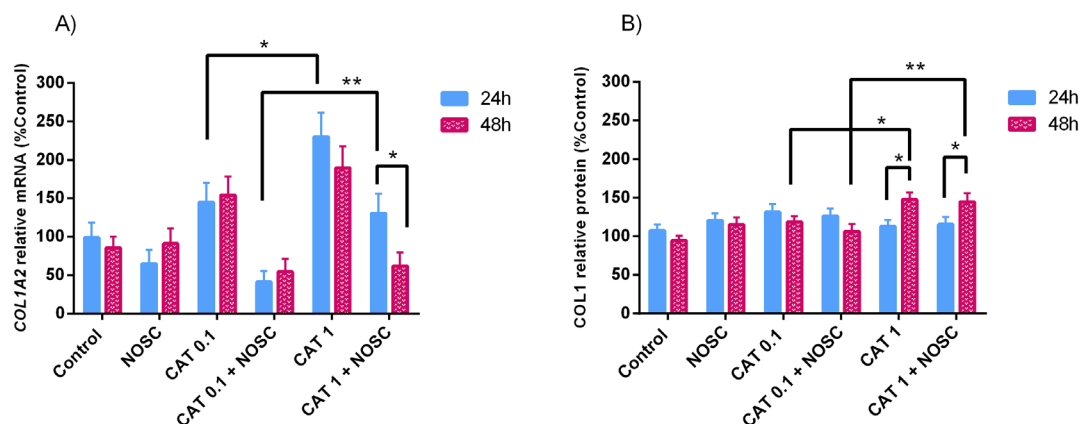 A)
COL1A2 relative mRNA (%Control)
300
250
200
150
100
50
0
*
**
*
24h
48h
Control
NOSC
CAT 0.1
CAT 0.1 + NOSC
CAT 1
CAT 1 + NOSC
B)
COL1 relative protein (%Control)
300
250
200
150
100
50
0
**
*
*
*
24h
48h
Control
NOSC
CAT 0.1
CAT 0.1 + NOSC
CAT 1
CAT 1 + NOSC